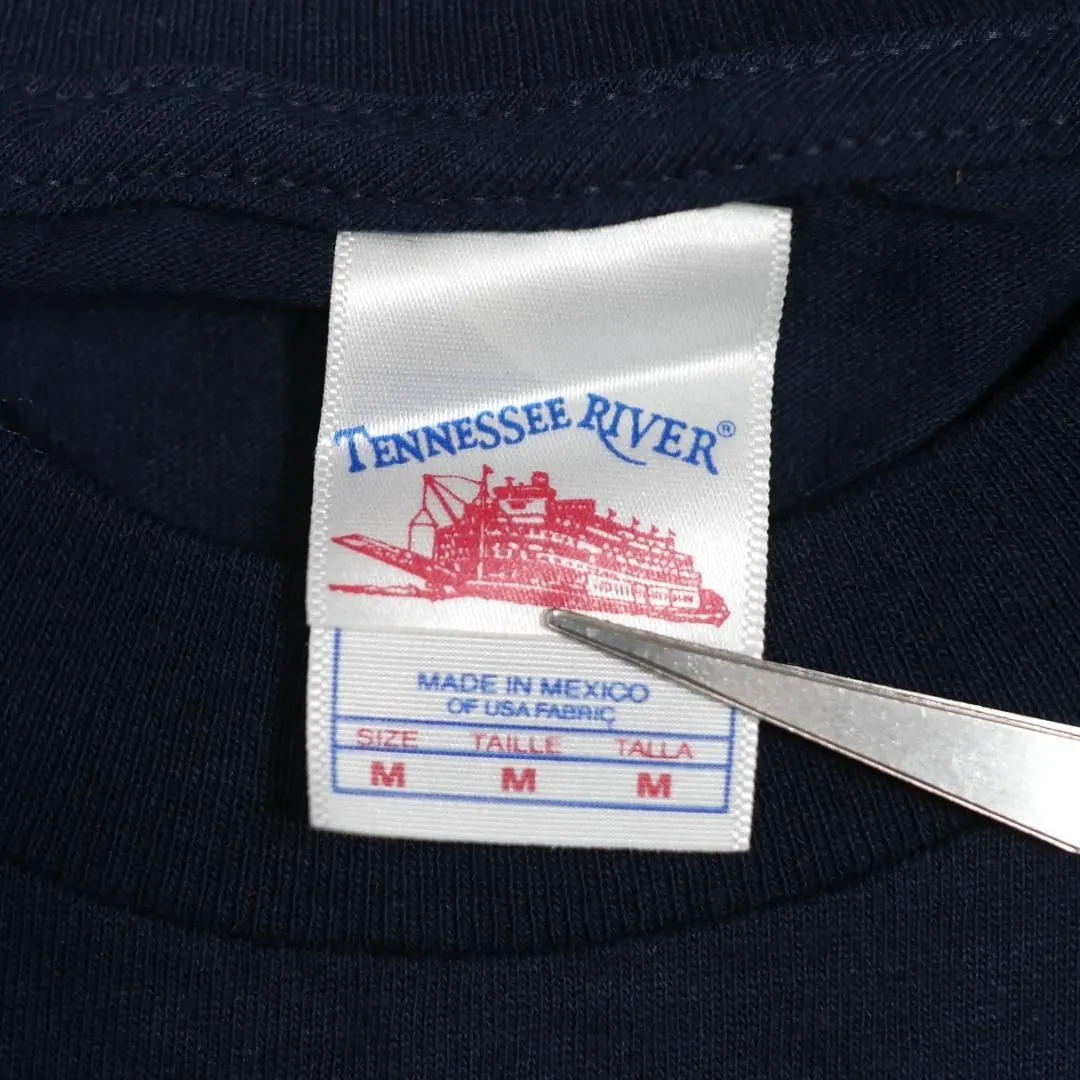 TENNESSEE RIVER®
MADE IN MEXICO
OF USA FABRIC
SIZE TAILLE TALLA
M M M